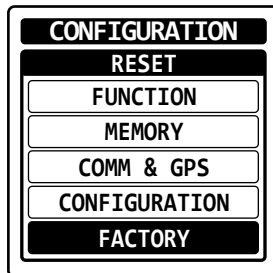 CONFIGURATION
RESET
FUNCTION
MEMORY
COMM & GPS
CONFIGURATION
FACTORY